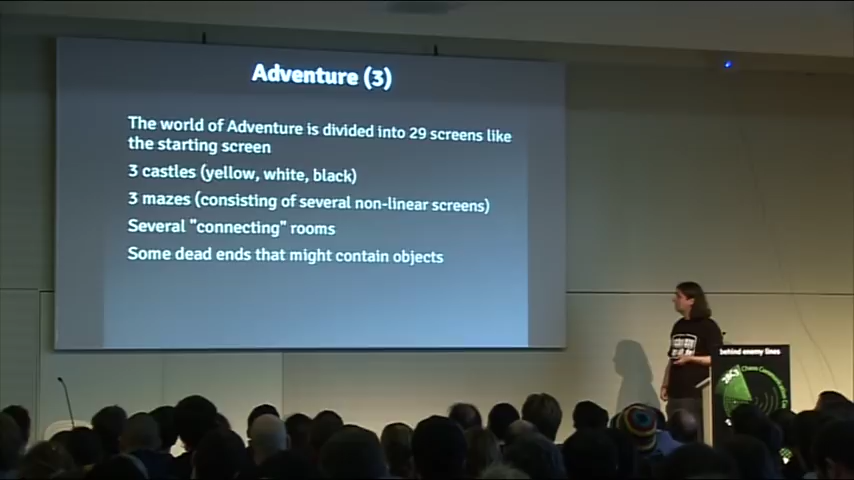 Adventure (3)
The world of Adventure is divided into 29 screens like
the starting screen
3 castles (yellow, white, black)
3 mazes (consisting of several non-linear screens)
Several "connecting" rooms
Some dead ends that might contain objects
behind enemy lines